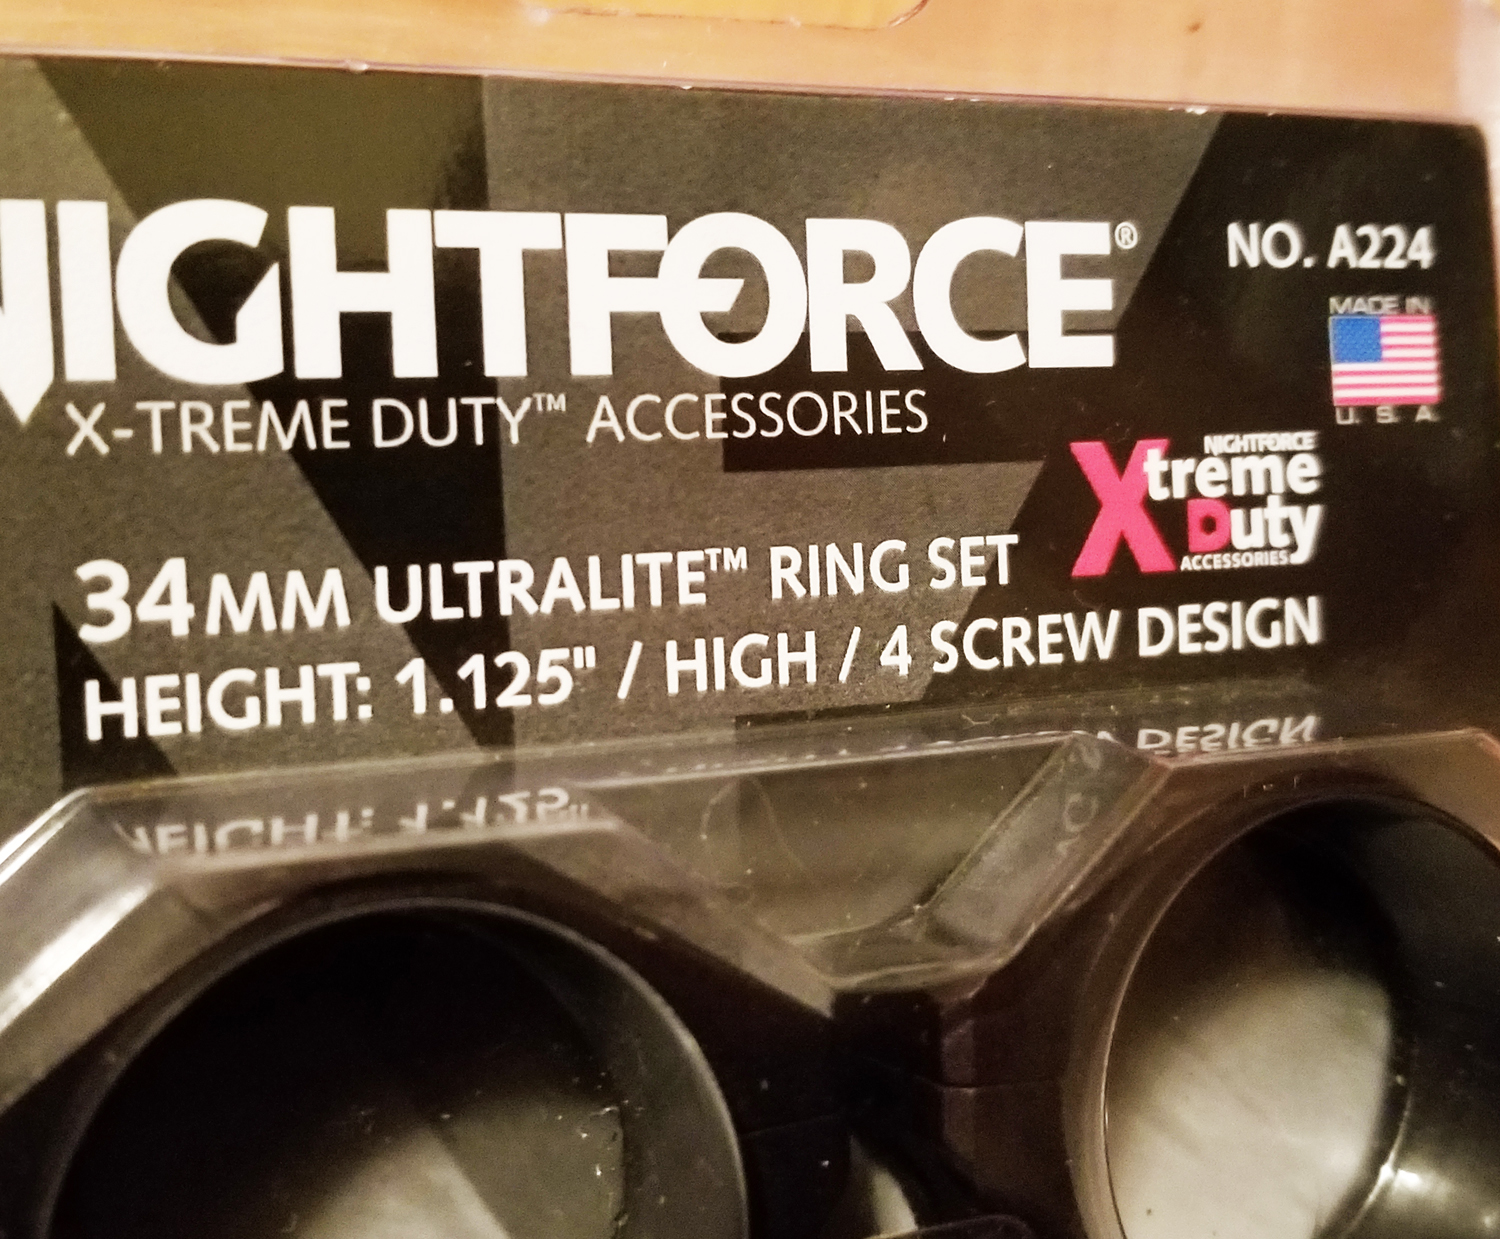 NIGHTFORCE®
NO. A224
MADE IN
U. S. A.
X-TREME DUTY™ ACCESSORIES
NIGHTFORCE
Xtreme
Duty
ACCESSORIES
34MM ULTRALITE™ RING SET
HEIGHT: 1.125" / HIGH / 4 SCREW DESIGN